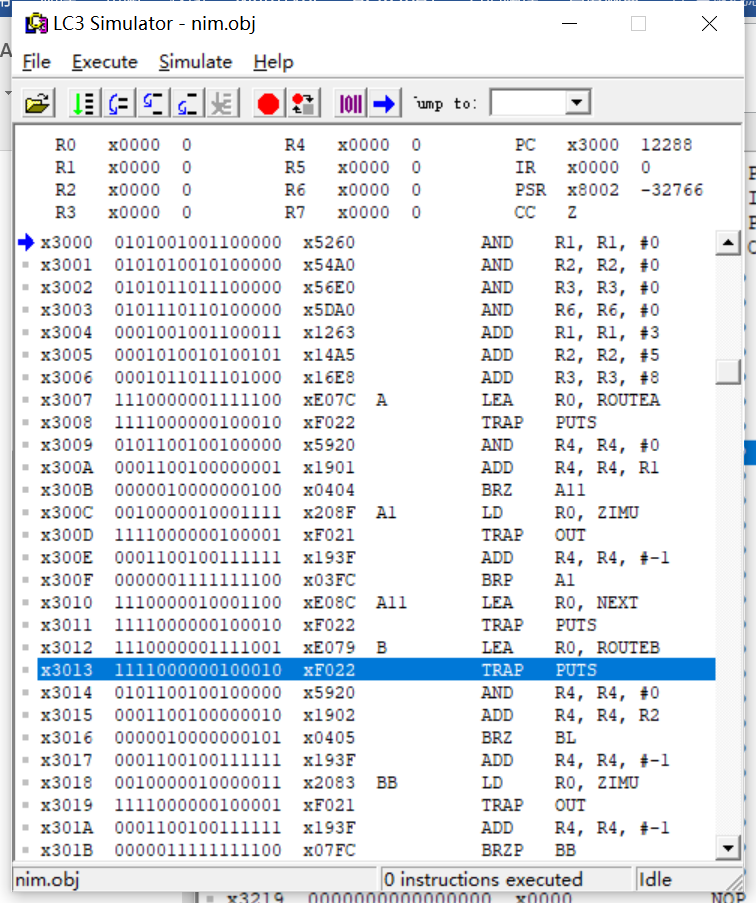 LC3 Simulator - nim.obj
File Execute Simulate Help
Jump to:
R0 x0000 0 R4 x0000 0 PC x3000 12288
R1 x0000 0 R5 x0000 0 IR x0000 0
R2 x0000 0 R6 x0000 0 PSR x8002 -32766
R3 x0000 0 R7 x0000 0 CC Z
x3000 0101001001100000 x5260 AND R1, R1, #0
x3001 0101010010100000 x54A0 AND R2, R2, #0
x3002 0101011011100000 x56E0 AND R3, R3, #0
x3003 0101110110100000 x5DA0 AND R6, R6, #0
x3004 0001001001100011 x1263 ADD R1, R1, #3
x3005 0001010010100101 x14A5 ADD R2, R2, #5
x3006 0001011011101000 x16E8 ADD R3, R3, #8
x3007 1110000001111100 xE07C A LEA R0, ROUTEA
x3008 1111000000100010 xF022 TRAP PUTS
x3009 0101100100100000 x5920 AND R4, R4, #0
x300A 0001100100000001 x1901 ADD R4, R4, R1
x300B 0000010000000100 x0404 BRZ A11
x300C 0010000010001111 x208F A1 LD R0, ZIMU
x300D 1111000000100001 xF021 TRAP OUT
x300E 0001100100111111 x193F ADD R4, R4, #-1
x300F 0000001111111100 x03FC BRP A1
x3010 1110000010001100 xE08C A11 LEA R0, NEXT
x3011 1111000000100010 xF022 TRAP PUTS
x3012 1110000001111001 xE079 B LEA R0, ROUTEB
x3013 1111000000100010 xF022 TRAP PUTS
x3014 0101100100100000 x5920 AND R4, R4, #0
x3015 0001100100000010 x1902 ADD R4, R4, R2
x3016 0000010000000101 x0405 BRZ BL
x3017 0001100100111111 x193F ADD R4, R4, #-1
x3018 0010000010000011 x2083 BB LD R0, ZIMU
x3019 1111000000100001 xF021 TRAP OUT
x301A 0001100100111111 x193F ADD R4, R4, #-1
x301B 0000011111111100 x07FC BRZP BB
nim.obj 0 instructions executed Idle
x3219 0000000000000000 x0000 NOP